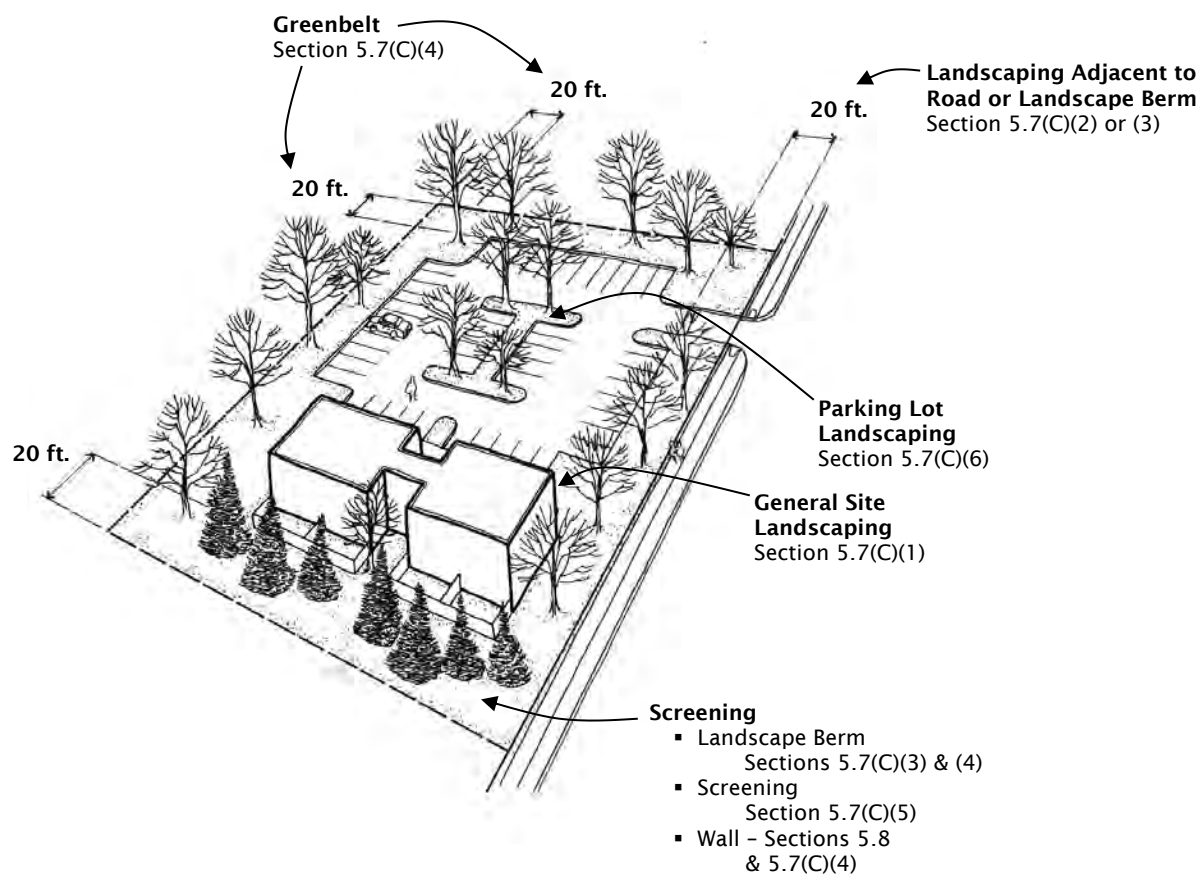 Greenbelt
Section 5.7(C)(4)
20 ft.
20 ft.
Landscaping Adjacent to
Road or Landscape Berm
Section 5.7(C)(2) or (3)
20 ft.
20 ft.
Parking Lot
Landscaping
Section 5.7(C)(6)
General Site
Landscaping
Section 5.7(C)(1)
Screening
▪ Landscape Berm
Sections 5.7(C)(3) & (4)
▪ Screening
Section 5.7(C)(5)
▪ Wall – Sections 5.8
& 5.7(C)(4)